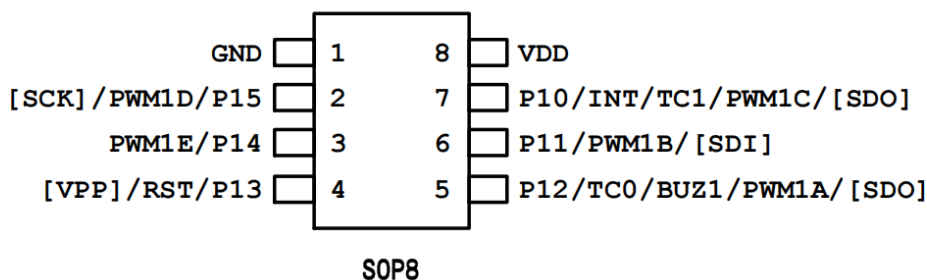 GND 1 8 VDD
[SCK]/PWM1D/P15 2 7 P10/INT/TC1/PWM1C/[SDO]
PWM1E/P14 3 6 P11/PWM1B/[SDI]
[VPP]/RST/P13 4 5 P12/TC0/BUZ1/PWM1A/[SDO]
SOP8